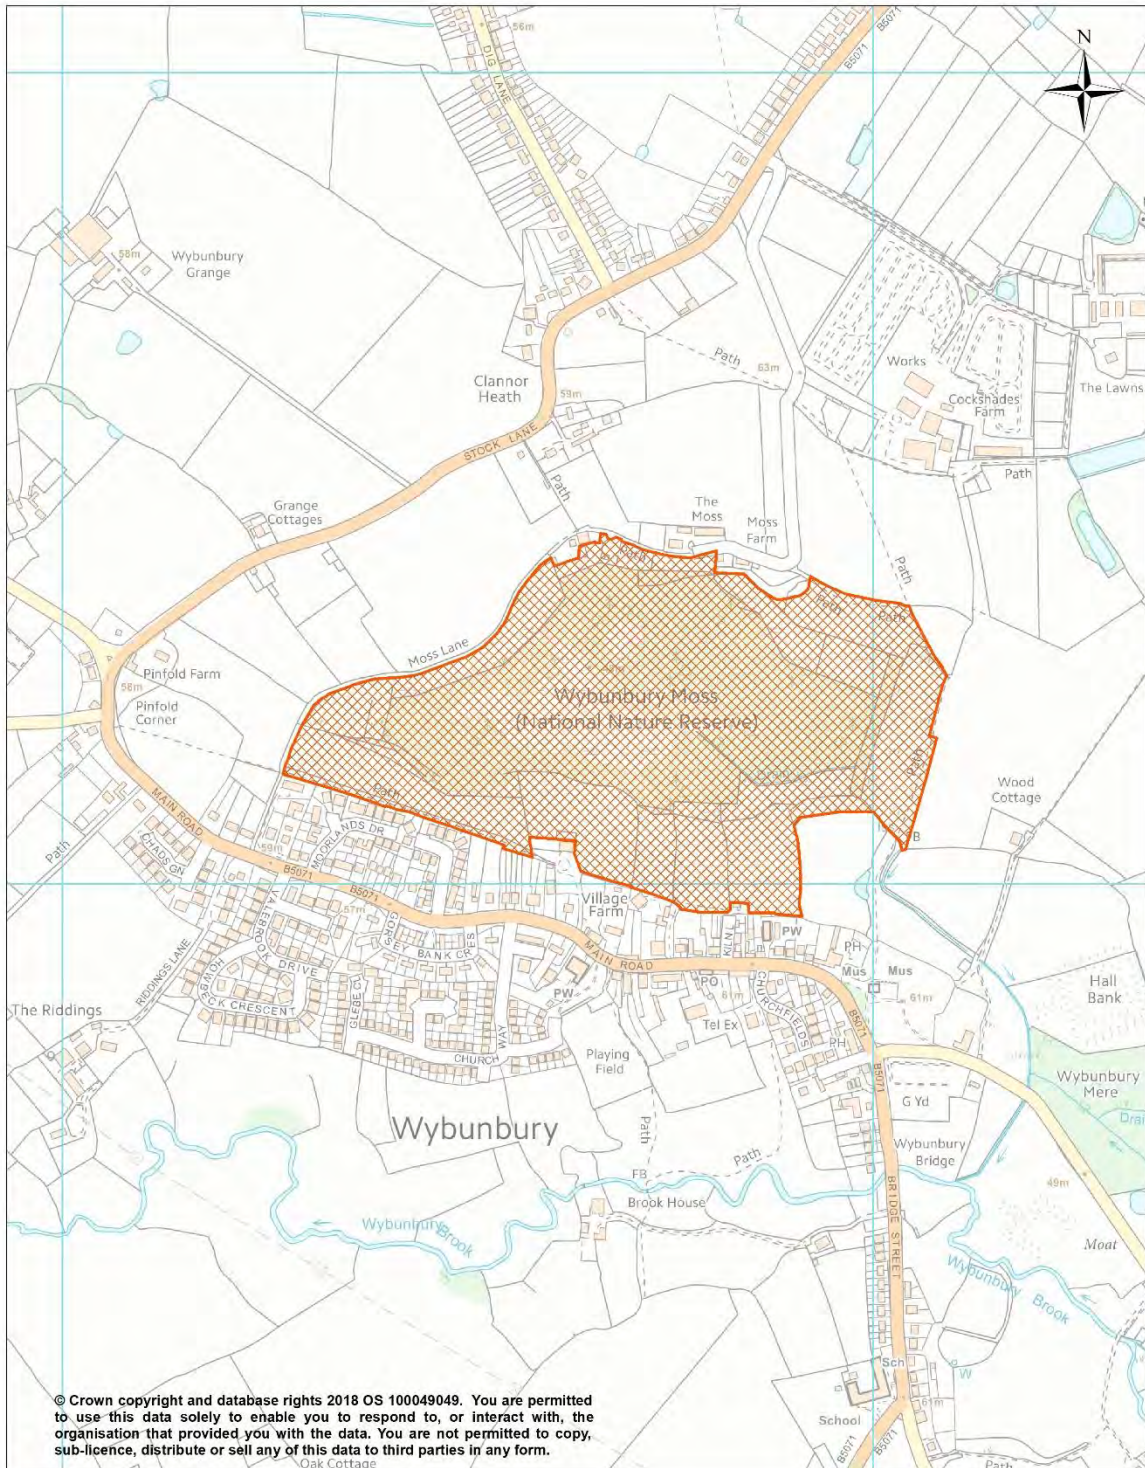 56m
DIG LANE
B5071
B5071
N
58m
Wybunbury
Grange
Path
63m
Works
Cockshades
Farm
The Lawns
Clannor
Heath
59m
STOCK LANE
Path
Path
Grange
Cottages
The
Moss
Moss
Farm
Path
Path
Path
Path
Moss Lane
Pinfold Farm
58m
Pinfold
Corner
Wybunbury Moss
(National Nature Reserve)
Path
Wood
Cottage
Path
MAIN ROAD
Path
CHADS GN
59m
MOORLANDS DR
B5071
B5071
57m
VALEBROOK
DRIVE
GORSEY
BANK CRES
Village
Farm
KILN L
PW
MAIN ROAD
PH
Mus
Mus
61m
Hall
Bank
RIDDINGS LANE
HOWBECK CRESCENT
GLEBE CL
PW
PO
61m
CHURCHFIELDS
B5071
The Riddings
CHURCH WAY
Tel Ex
PH
Playing
Field
B5071
G Yd
Wybunbury
Mere
Drai
Wybunbury
Path
Path
Wybunbury
Bridge
FB
Brook House
49m
BRIDGE STREET
Wybunbury Brook
Moat
Wybunbury Brook
W
Sch
School
61m
B5071
Path
© Crown copyright and database rights 2018 OS 100049049. You are permitted
to use this data solely to enable you to respond to, or interact with, the
organisation that provided you with the data. You are not permitted to copy,
sub-licence, distribute or sell any of this data to third parties in any form.
Oak Cottage